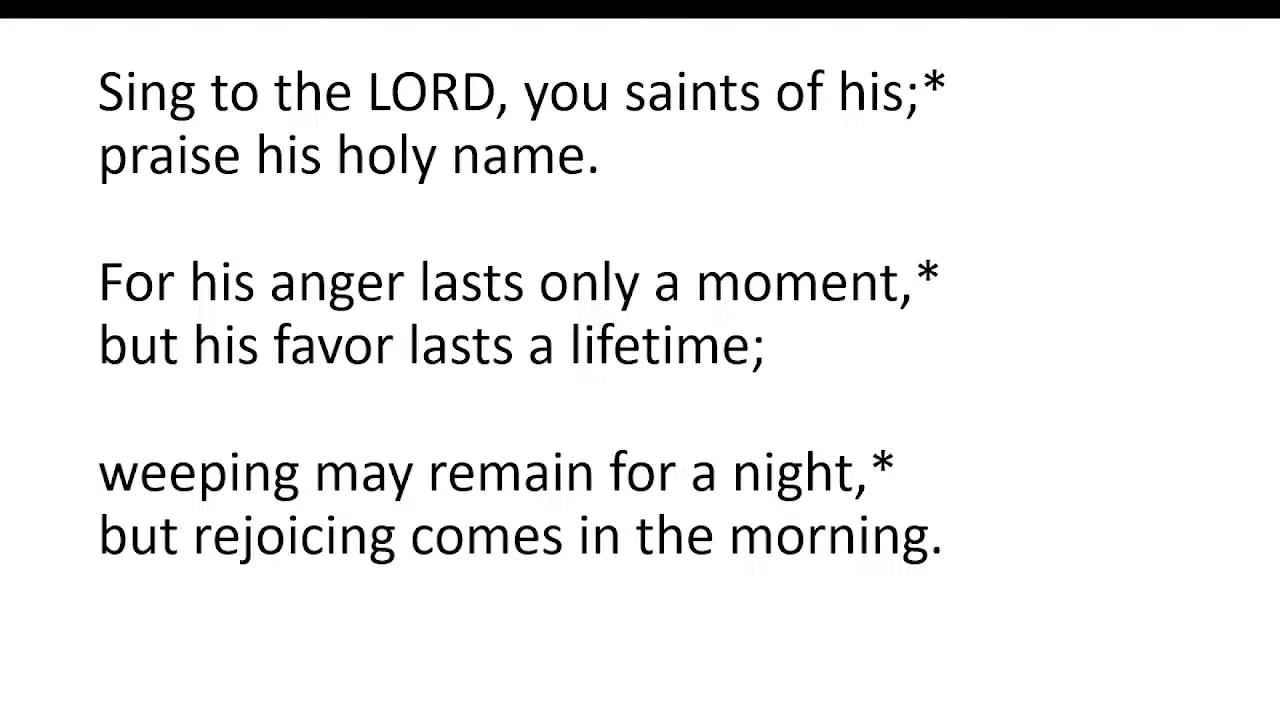 Sing to the LORD, you saints of his;*
praise his holy name.
For his anger lasts only a moment,*
but his favor lasts a lifetime;
weeping may remain for a night,*
but rejoicing comes in the morning.